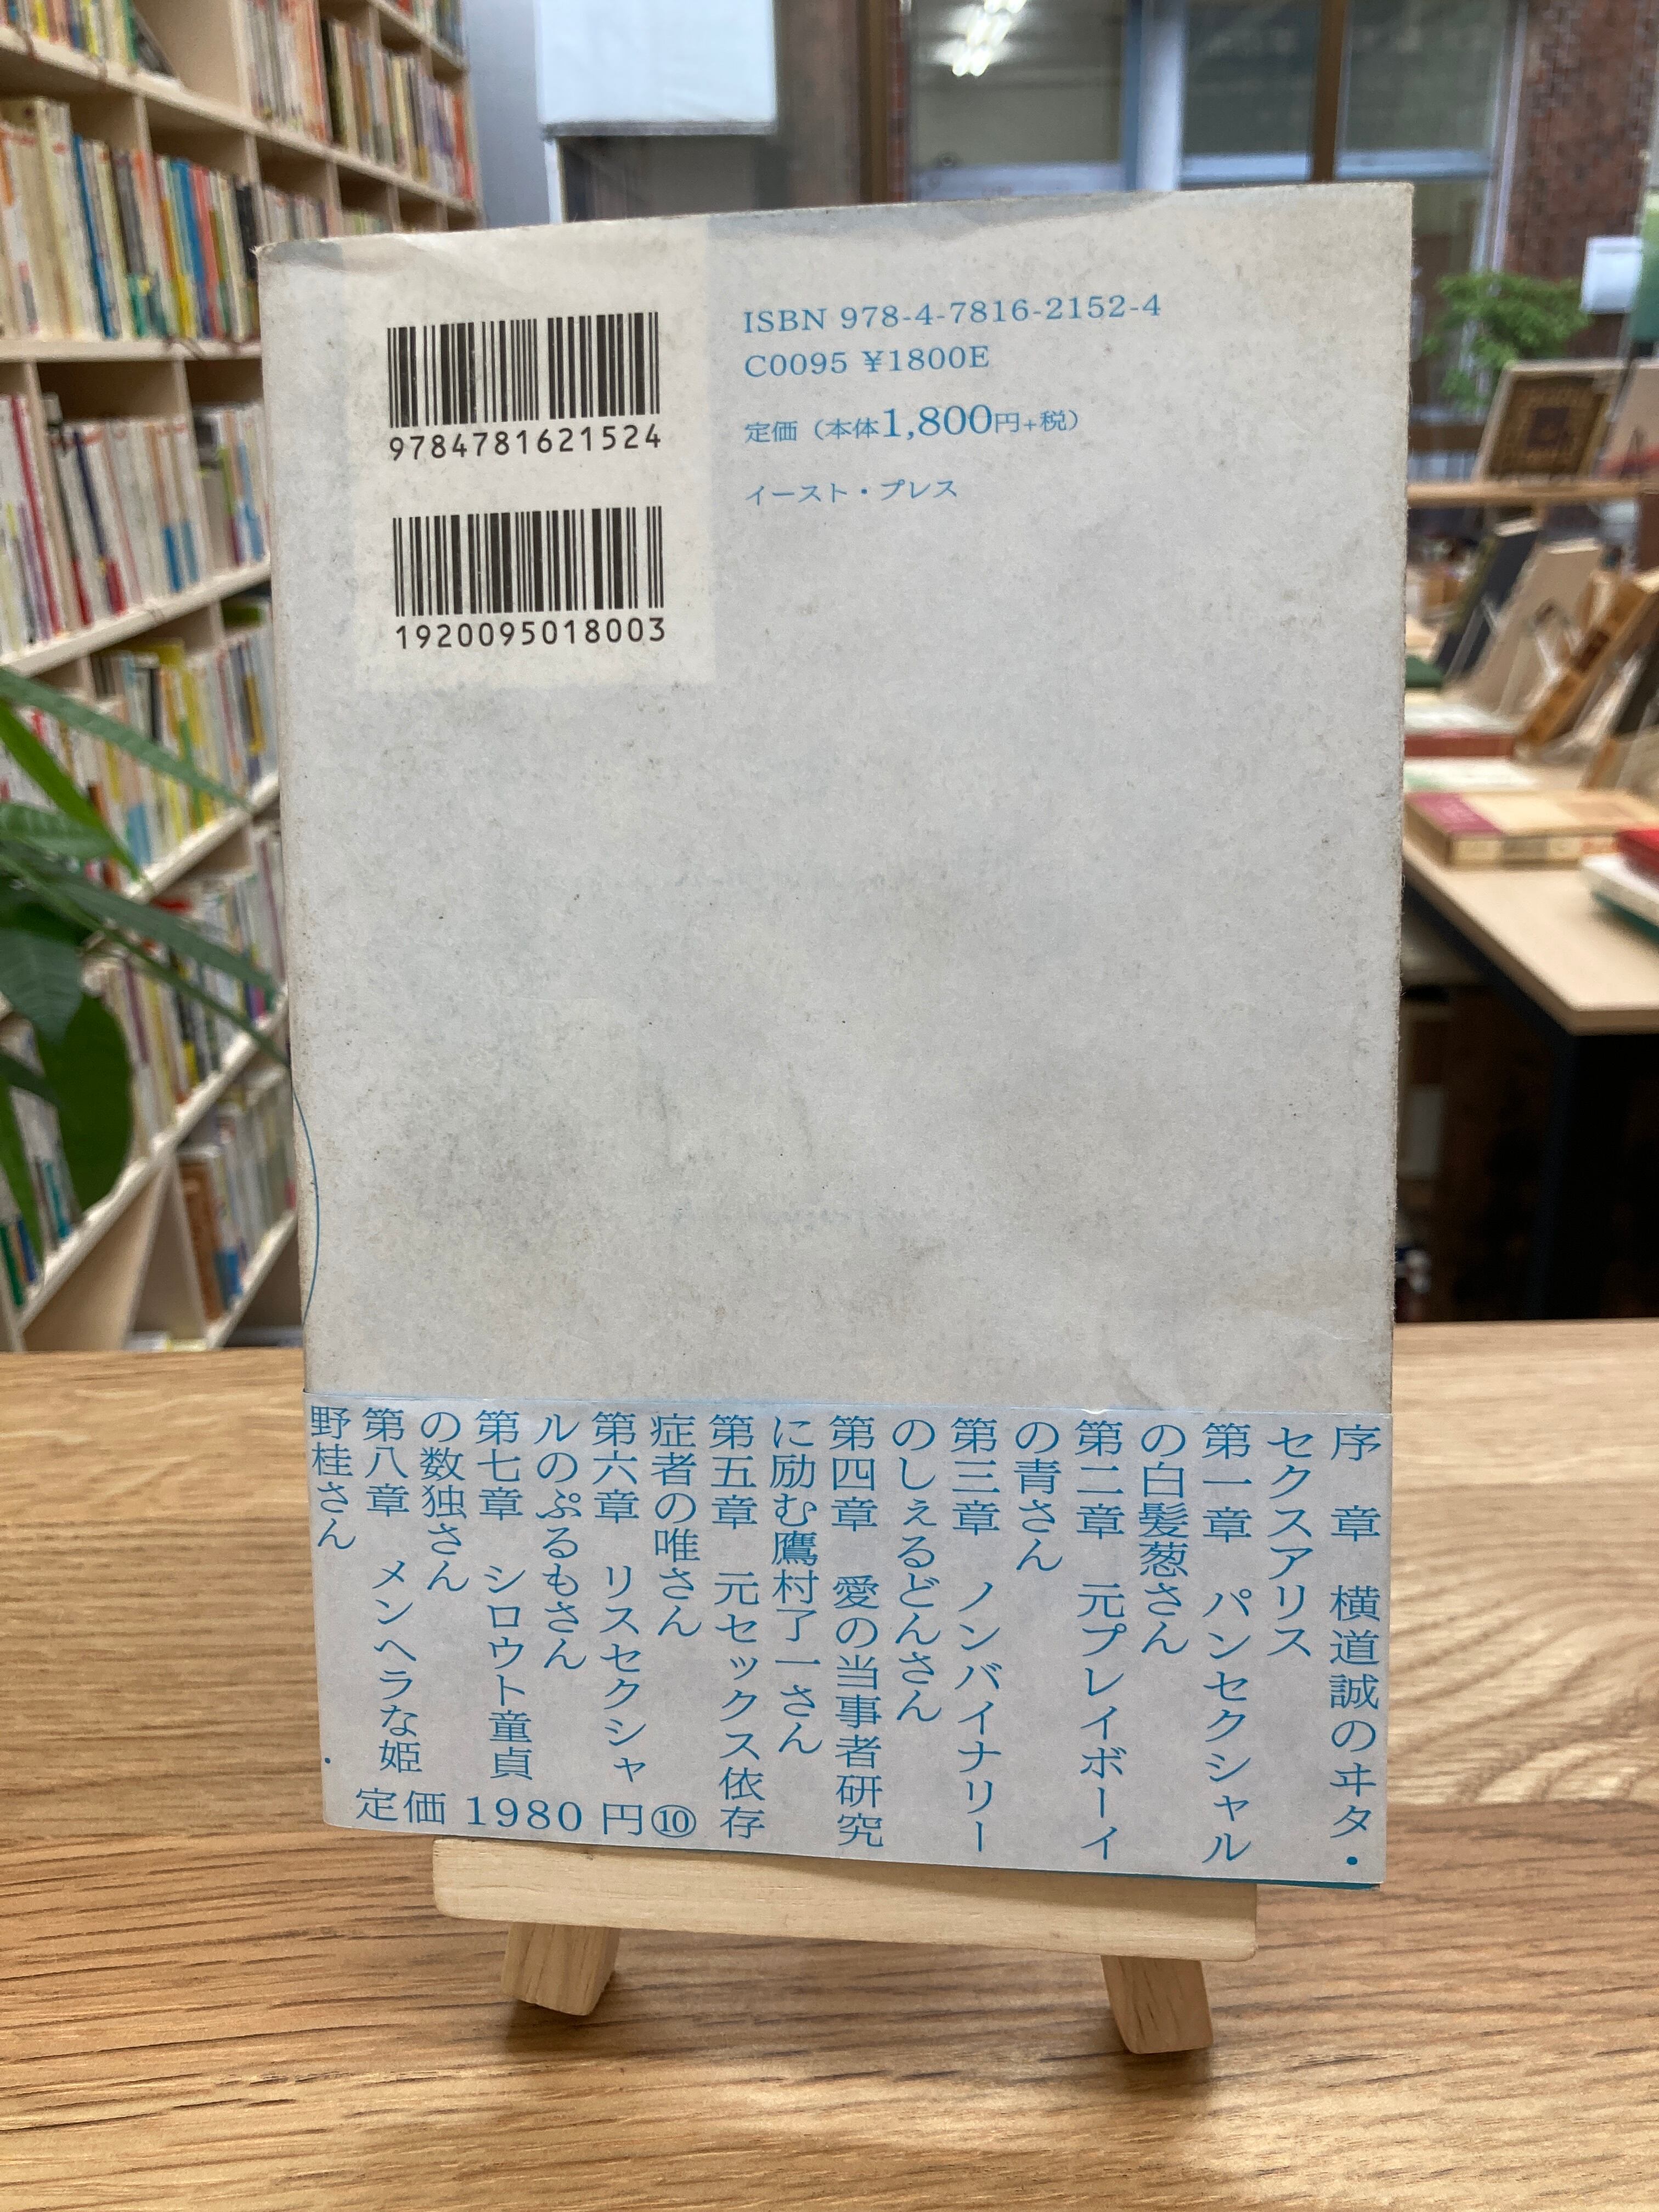 9784781621524
1920095018003
ISBN 978-4-7816-2152-4
C0095 ¥1800E
定価（本体1,800円+税）
イースト・プレス
序　章　横道誠のヰタ・
セクスアリス
第一章　パンセクシャル
の白髪葱さん
第二章　元プレイボーイ
の青さん
第三章　ノンバイナリー
のしぇるどんさん
第四章　愛の当事者研究
に励む鷹村了一さん
第五章　元セックス依存
症者の唯さん
第六章　リスセクシャ
ルのぷるもさん
第七章　シロウト童貞
の数独さん
第八章　メンヘラな姫
野桂さん
定価 1980 円⑩